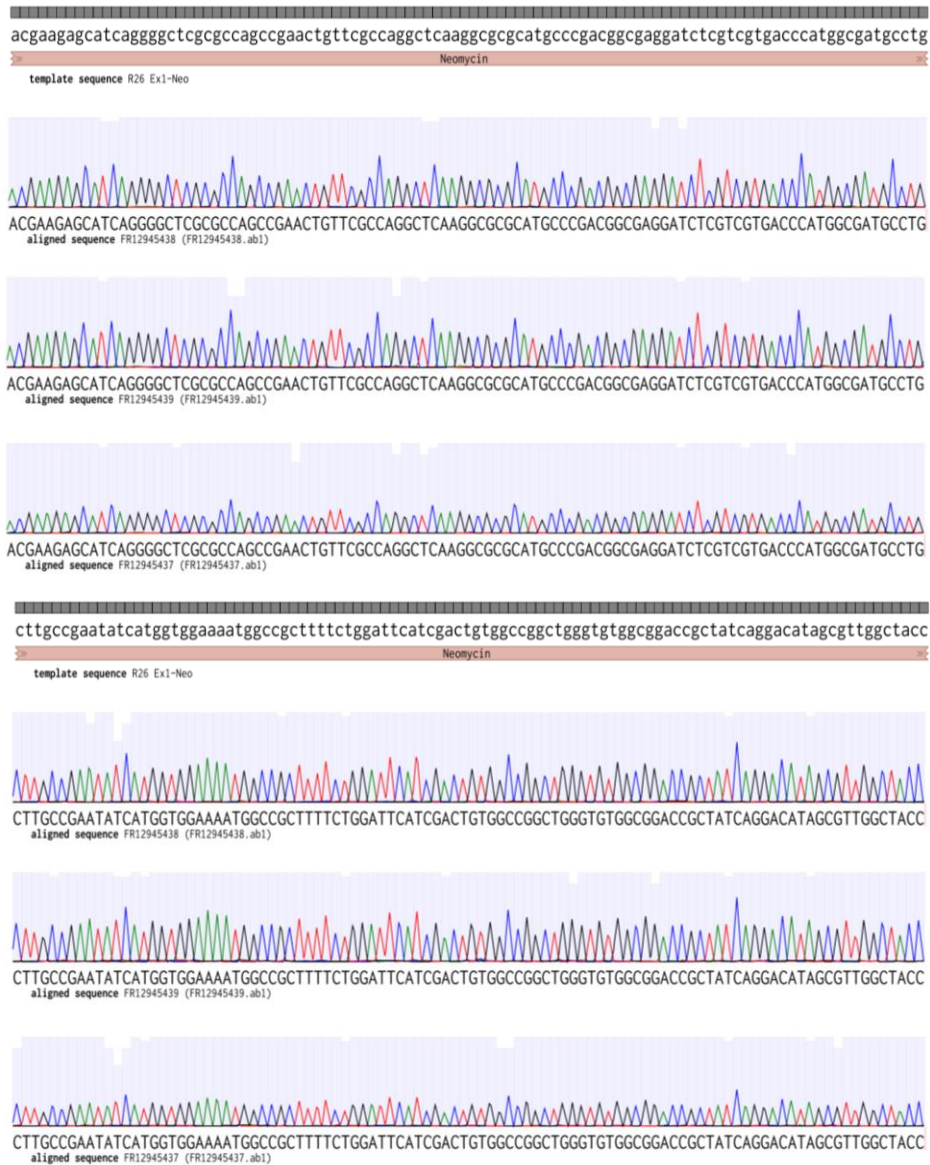 acgaagagcatcaggggctcgcgccagccgaactgttcgccaggctcaaggcgcgcatgcccgacggcgaggatctcgtcgtgacccatggcgatgcctg
Neomycin
template sequence R26 Ex1-Neo
ACGAAGAGCATCAGGGGCTCGCGCCAGCCGAACTGTTCGCCAGGCTCAAGGCGCGCATGCCCGACGGCGAGGATCTCGTCGTGACCCATGGCGATGCCTG
aligned sequence FR12945438 (FR12945438.ab1)
ACGAAGAGCATCAGGGGCTCGCGCCAGCCGAACTGTTCGCCAGGCTCAAGGCGCGCATGCCCGACGGCGAGGATCTCGTCGTGACCCATGGCGATGCCTG
aligned sequence FR12945439 (FR12945439.ab1)
ACGAAGAGCATCAGGGGCTCGCGCCAGCCGAACTGTTCGCCAGGCTCAAGGCGCGCATGCCCGACGGCGAGGATCTCGTCGTGACCCATGGCGATGCCTG
aligned sequence FR12945437 (FR12945437.ab1)
cttgccgaatatcatggtggaaaatggccgcttttctggattcatcgactgtggccggctgggtgtggcggaccgctatcaggacatagcgttggctacc
Neomycin
template sequence R26 Ex1-Neo
CTTGCCGAATATCATGGTGGAAAATGGCCGCTTTTCTGGATTCATCGACTGTGGCCGGCTGGGTGTGGCGGACCGCTATCAGGACATAGCGTTGGCTACC
aligned sequence FR12945438 (FR12945438.ab1)
CTTGCCGAATATCATGGTGGAAAATGGCCGCTTTTCTGGATTCATCGACTGTGGCCGGCTGGGTGTGGCGGACCGCTATCAGGACATAGCGTTGGCTACC
aligned sequence FR12945439 (FR12945439.ab1)
CTTGCCGAATATCATGGTGGAAAATGGCCGCTTTTCTGGATTCATCGACTGTGGCCGGCTGGGTGTGGCGGACCGCTATCAGGACATAGCGTTGGCTACC
aligned sequence FR12945437 (FR12945437.ab1)